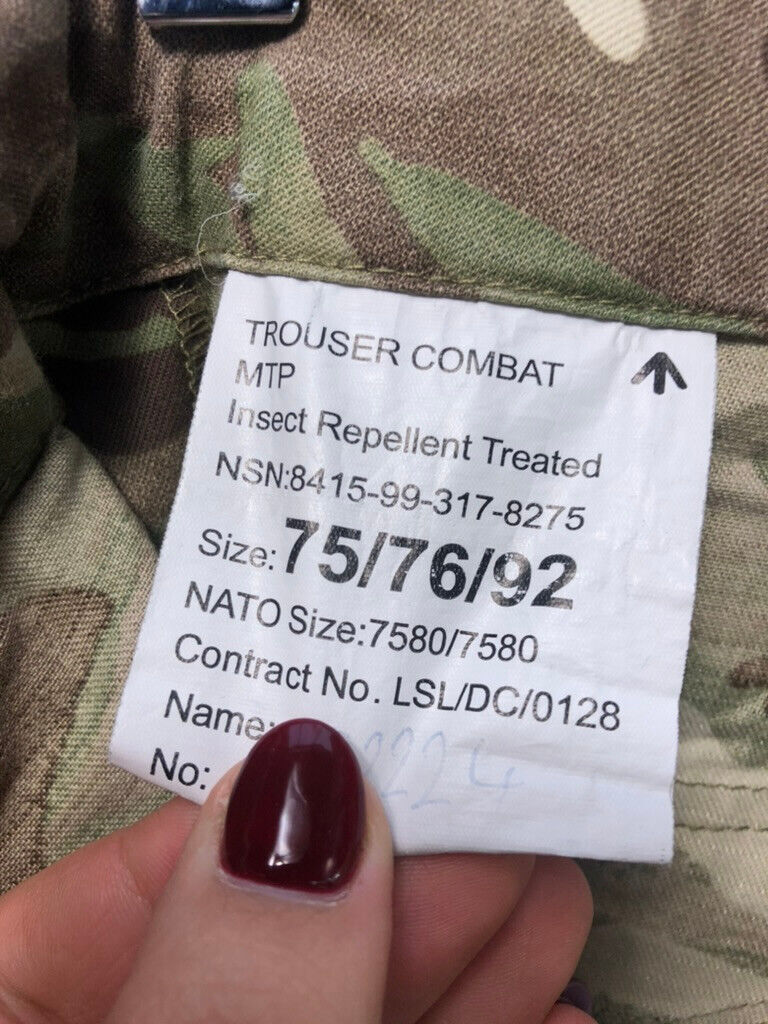 TROUSER COMBAT
MTP
Insect Repellent Treated
NSN:8415-99-317-8275
Size:75/76/92
NATO Size:7580/7580
Contract No. LSL/DC/0128
Name:
No: